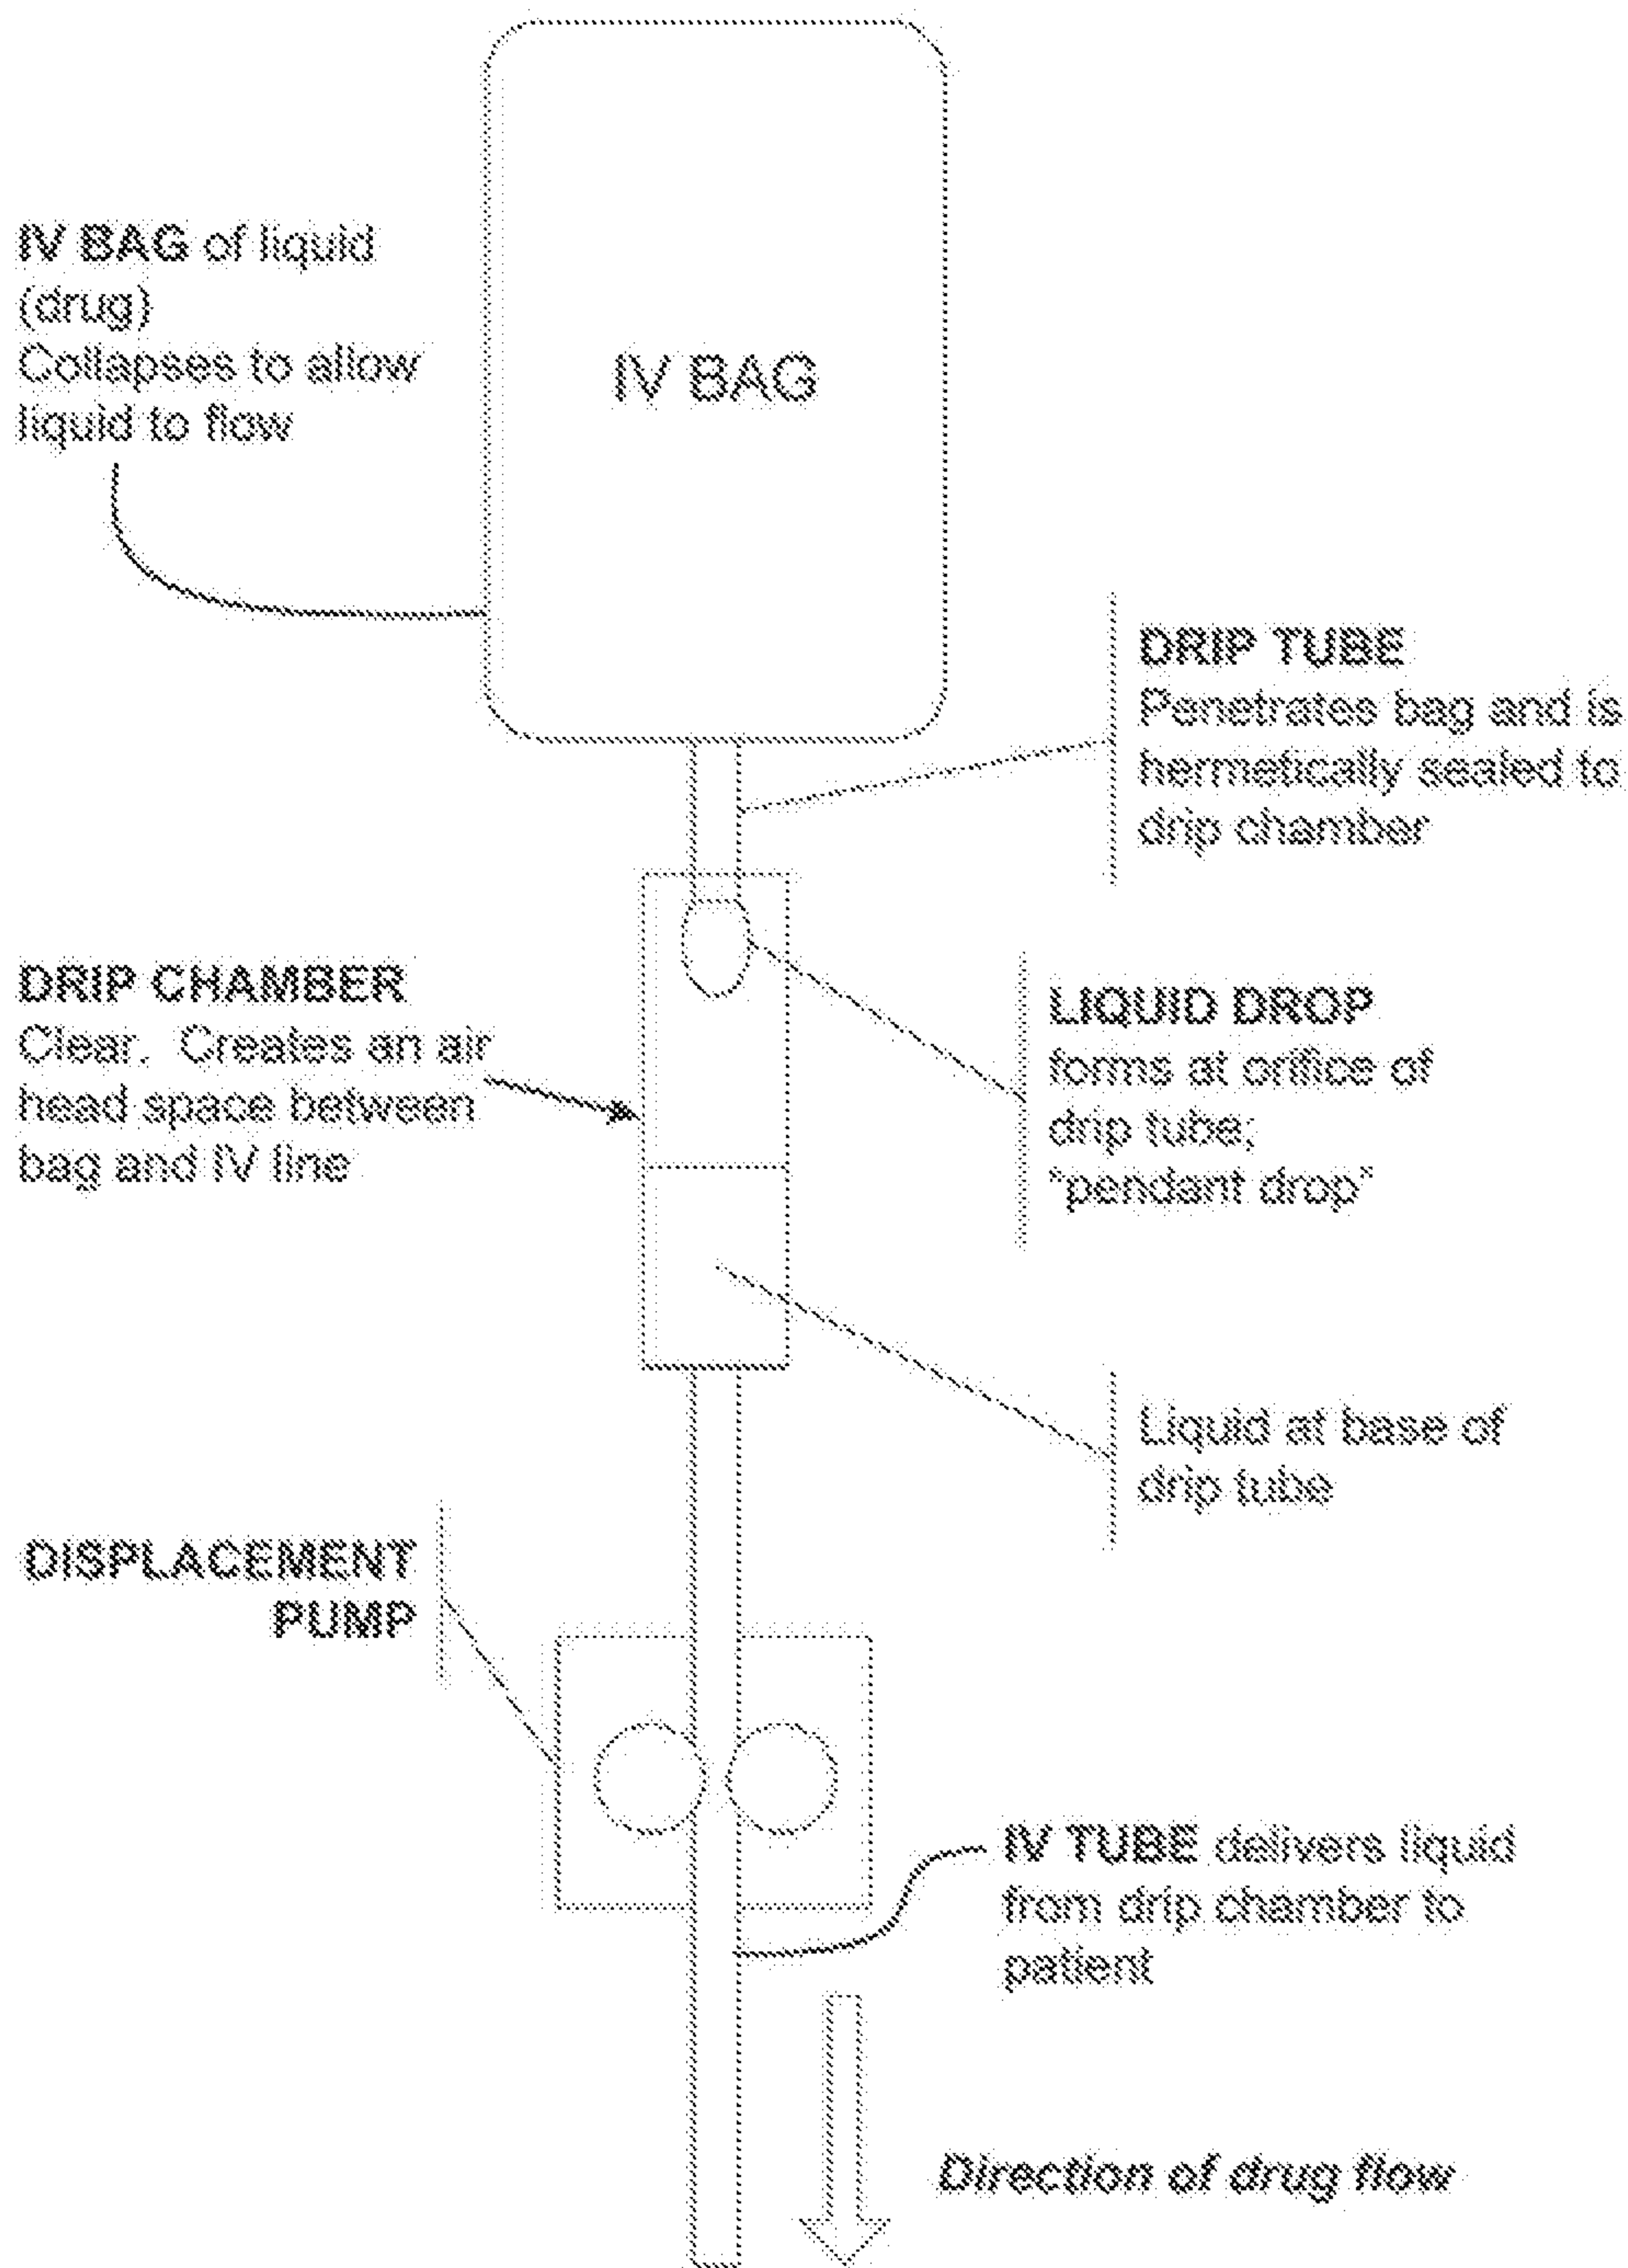 IV BAG of liquid
(drug)
Collapses to allow
liquid to flow
IV BAG
DRIP TUBE
Penetrates bag and is
hermetically sealed to
drip chamber
DRIP CHAMBER
Clear.  Creates an air
head space between
bag and IV line
LIQUID DROP
forms at orifice of
drip tube;
"pendant drop"
Liquid at base of
drip tube
DISPLACEMENT
PUMP
IV TUBE delivers liquid
from drip chamber to
patient
Direction of drug flow